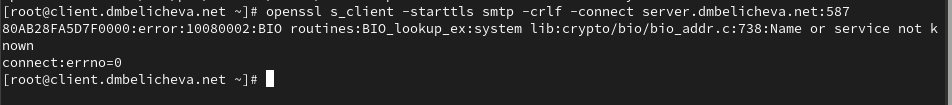 [root@client.dmbelicheva.net ~]# openssl s_client -starttls smtp -crlf -connect server.dmbelicheva.net:587
80AB28FA5D7F0000:error:10080002:BIO routines:BIO_lookup_ex:system lib:crypto/bio/bio_addr.c:738:Name or service not k
nown
connect:errno=0
[root@client.dmbelicheva.net ~]#